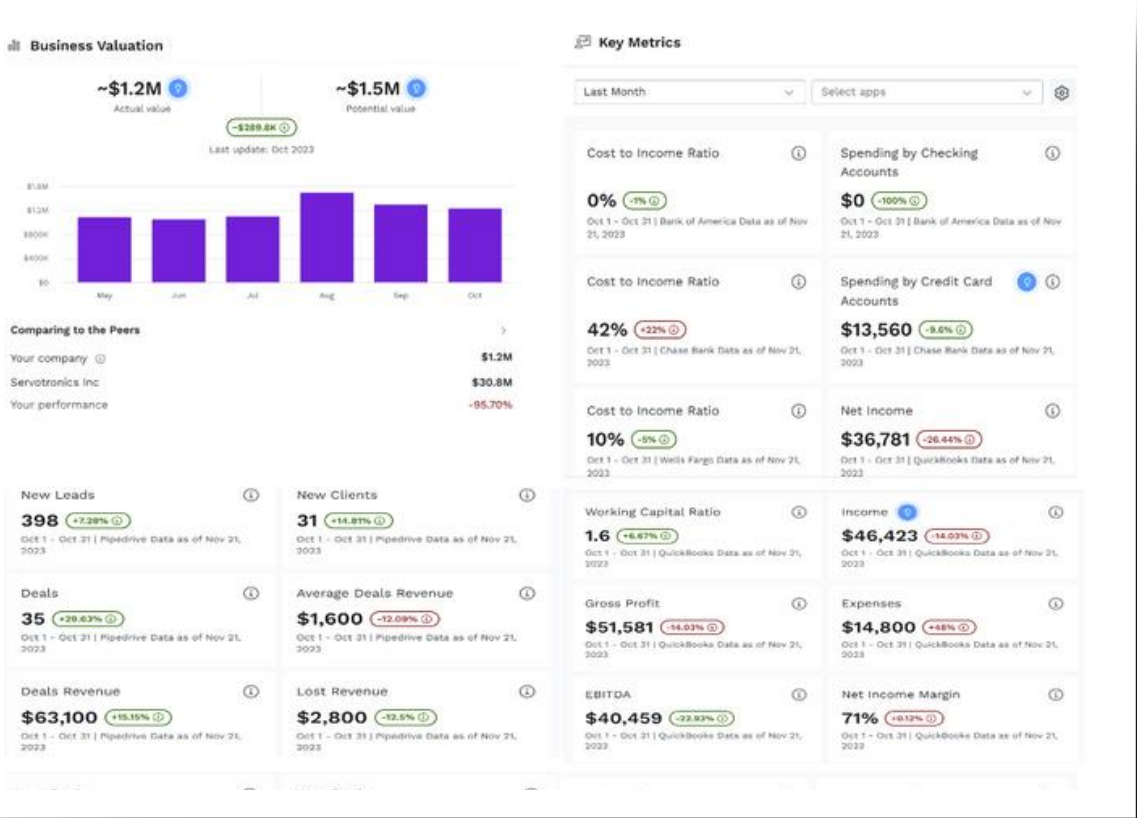 Business Valuation
~$1.2M
Actual value
~$1.5M
Potential value
~$289.8K
Last update: Oct 2023
$1.6M
$1.2M
$800K
$400K
$0
May Jun Jul Aug Sep Oct
Comparing to the Peers
Your company $1.2M
Servotronics Inc $30.8M
Your performance -95.70%
New Leads
398 +7.28%
Oct 1 - Oct 31 | Pipedrive Data as of Nov 21,
2023
New Clients
31 +14.81%
Oct 1 - Oct 31 | Pipedrive Data as of Nov 21,
2023
Deals
35 +29.63%
Oct 1 - Oct 31 | Pipedrive Data as of Nov 21,
2023
Average Deals Revenue
$1,600 -12.09%
Oct 1 - Oct 31 | Pipedrive Data as of Nov 21,
2023
Deals Revenue
$63,100 +15.15%
Oct 1 - Oct 31 | Pipedrive Data as of Nov 21,
2023
Lost Revenue
$2,800 -12.5%
Oct 1 - Oct 31 | Pipedrive Data as of Nov 21,
2023
Key Metrics
Last Month
Select apps
Cost to Income Ratio
0% -1%
Oct 1 - Oct 31 | Bank of America Data as of Nov
21, 2023
Spending by Checking
Accounts
$0 -100%
Oct 1 - Oct 31 | Bank of America Data as of Nov
21, 2023
Cost to Income Ratio
42% +22%
Oct 1 - Oct 31 | Chase Bank Data as of Nov 21,
2023
Spending by Credit Card
Accounts
$13,560 -9.6%
Oct 1 - Oct 31 | Chase Bank Data as of Nov 21,
2023
Cost to Income Ratio
10% -5%
Oct 1 - Oct 31 | Wells Fargo Data as of Nov 21,
2023
Net Income
$36,781 -26.44%
Oct 1 - Oct 31 | QuickBooks Data as of Nov 21,
2023
Working Capital Ratio
1.6 +6.67%
Oct 1 - Oct 31 | QuickBooks Data as of Nov 21,
2023
Income
$46,423 -14.03%
Oct 1 - Oct 31 | QuickBooks Data as of Nov 21,
2023
Gross Profit
$51,581 -14.03%
Oct 1 - Oct 31 | QuickBooks Data as of Nov 21,
2023
Expenses
$14,800 +48%
Oct 1 - Oct 31 | QuickBooks Data as of Nov 21,
2023
EBITDA
$40,459 -22.93%
Oct 1 - Oct 31 | QuickBooks Data as of Nov 21,
2023
Net Income Margin
71% +0.12%
Oct 1 - Oct 31 | QuickBooks Data as of Nov 21,
2023